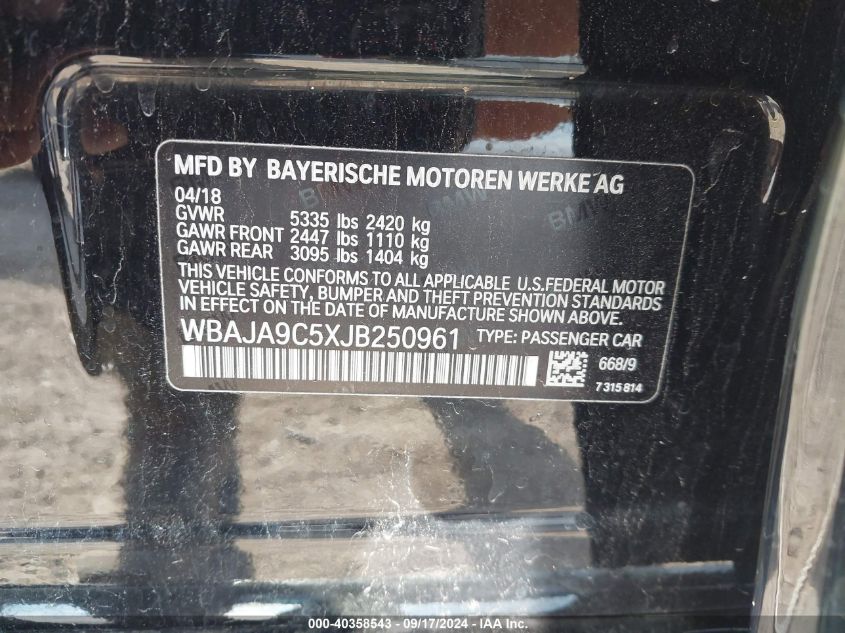 MFD BY BAYERISCHE MOTOREN WERKE AG
04/18
GVWR 5335 lbs 2420 kg
GAWR FRONT 2447 lbs 1110 kg
GAWR REAR 3095 lbs 1404 kg
THIS VEHICLE CONFORMS TO ALL APPLICABLE U.S.FEDERAL MOTOR
VEHICLE SAFETY, BUMPER AND THEFT PREVENTION STANDARDS
IN EFFECT ON THE DATE OF MANUFACTURE SHOWN ABOVE.
WBAJA9C5XJB250961 TYPE: PASSENGER CAR
668/9
7 315 814
000-40358543 - 09/17/2024 - IAAI Inc.